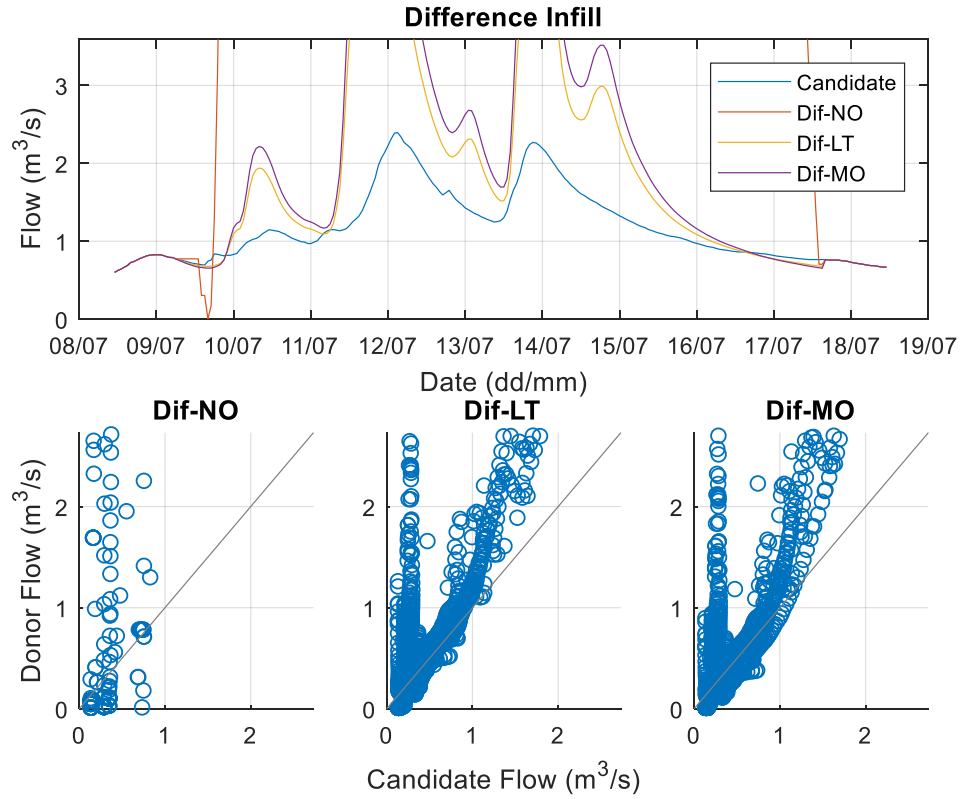 Difference Infill
Flow (m³/s)
3
2
1
0
Candidate
Dif-NO
Dif-LT
Dif-MO
08/07 09/07 10/07 11/07 12/07 13/07 14/07 15/07 16/07 17/07 18/07 19/07
Date (dd/mm)
Dif-NO Dif-LT Dif-MO
Donor Flow (m³/s)
2 2 2
1 1 1
0 0 0
0 1 2 0 1 2 0 1 2
Candidate Flow (m³/s)